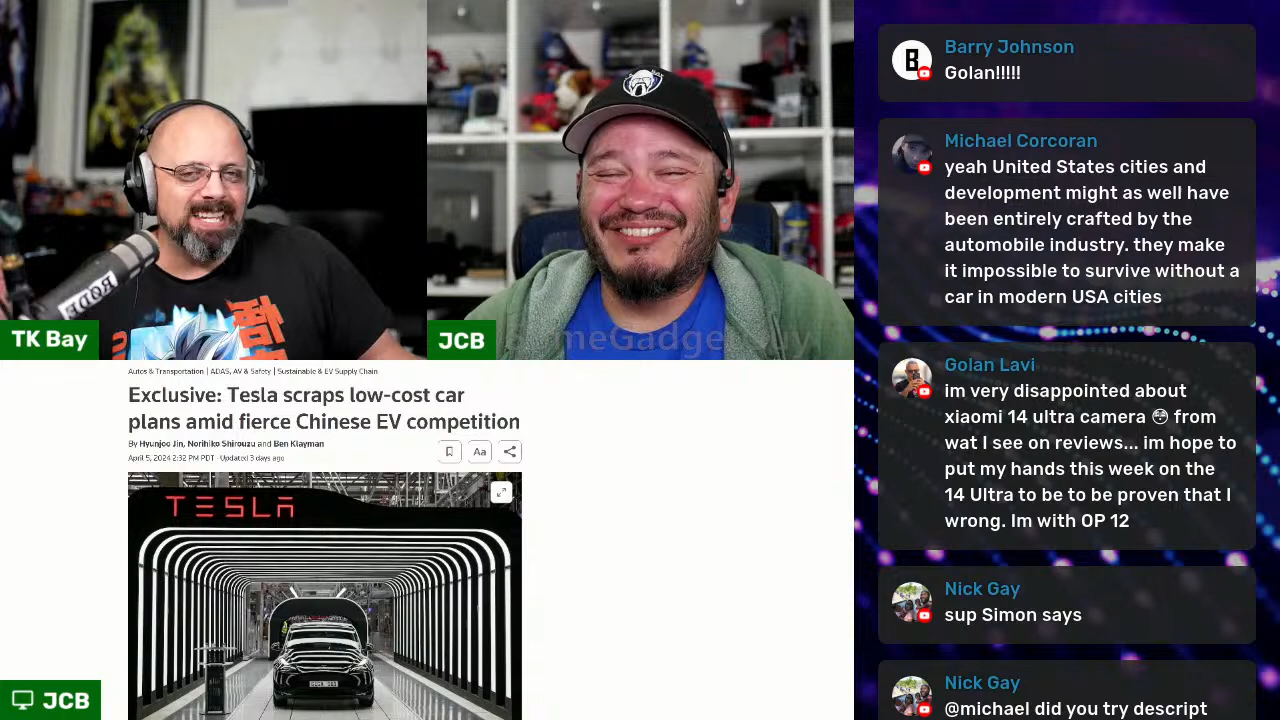 RODE
TK Bay
JCB
SomeGadgetGuy
Autos & Transportation | ADAS, AV & Safety | Sustainable & EV Supply Chain
Exclusive: Tesla scraps low-cost car
plans amid fierce Chinese EV competition
By Hyunjoo Jin, Norihiko Shirouzu and Ben Klayman
April 5, 2024 2:32 PM PDT · Updated 3 days ago
Aa
TESLA
JCB
B
Barry Johnson
Golan!!!!!
Michael Corcoran
yeah United States cities and
development might as well have
been entirely crafted by the
automobile industry. they make
it impossible to survive without a
car in modern USA cities
Golan Lavi
im very disappointed about
xiaomi 14 ultra camera 😳 from
wat I see on reviews... im hope to
put my hands this week on the
14 Ultra to be to be proven that I
wrong. Im with OP 12
Nick Gay
sup Simon says
Nick Gay
@michael did you try descript